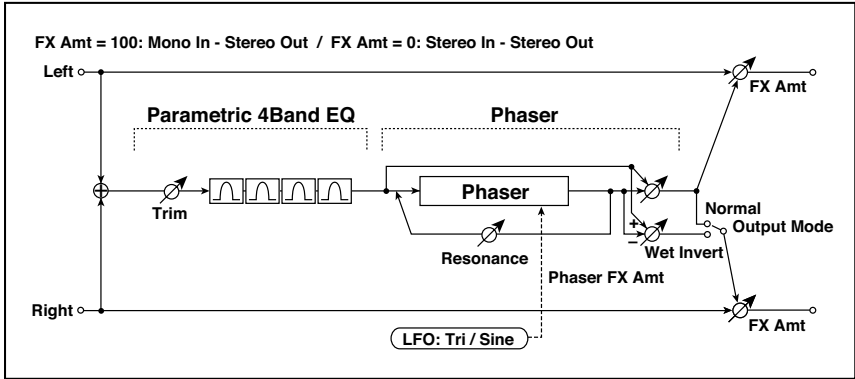 FX Amt = 100: Mono In - Stereo Out / FX Amt = 0: Stereo In - Stereo Out
Left
FX Amt
Parametric 4Band EQ
Phaser
Phaser
Trim
+
−
Normal
Output Mode
Resonance
Wet Invert
Phaser FX Amt
Right
FX Amt
LFO: Tri / Sine